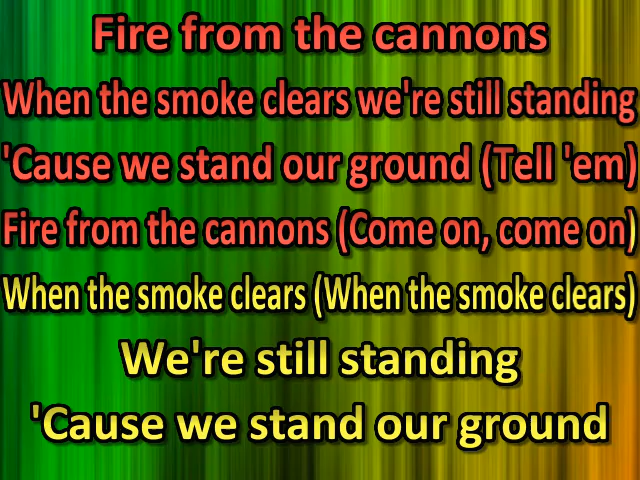 Fire from the cannons
When the smoke clears we're still standing
'Cause we stand our ground (Tell 'em)
Fire from the cannons (Come on, come on)
When the smoke clears (When the smoke clears)
We're still standing
'Cause we stand our ground